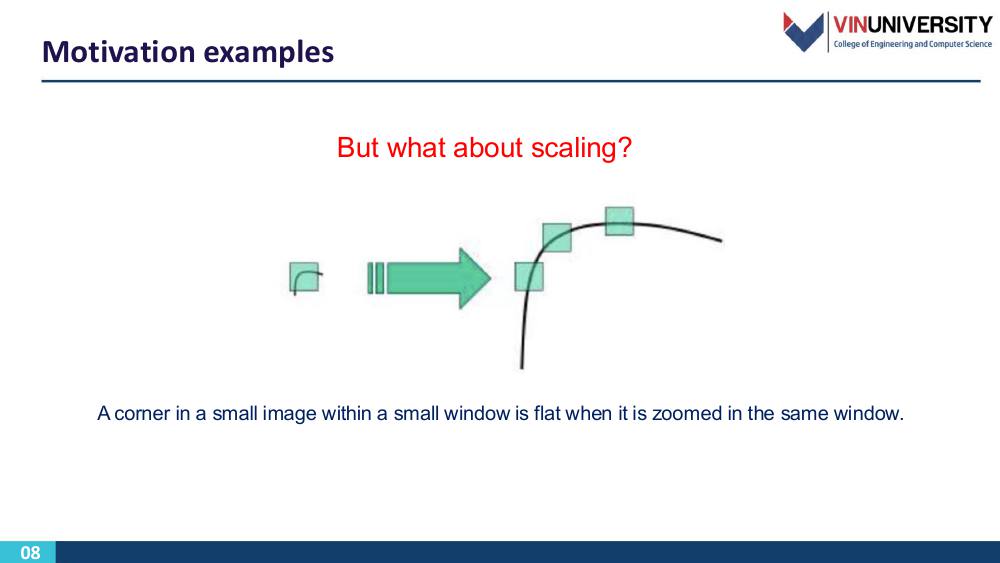 Motivation examples
VINUNIVERSITY
College of Engineering and Computer Science
But what about scaling?
A corner in a small image within a small window is flat when it is zoomed in the same window.
08